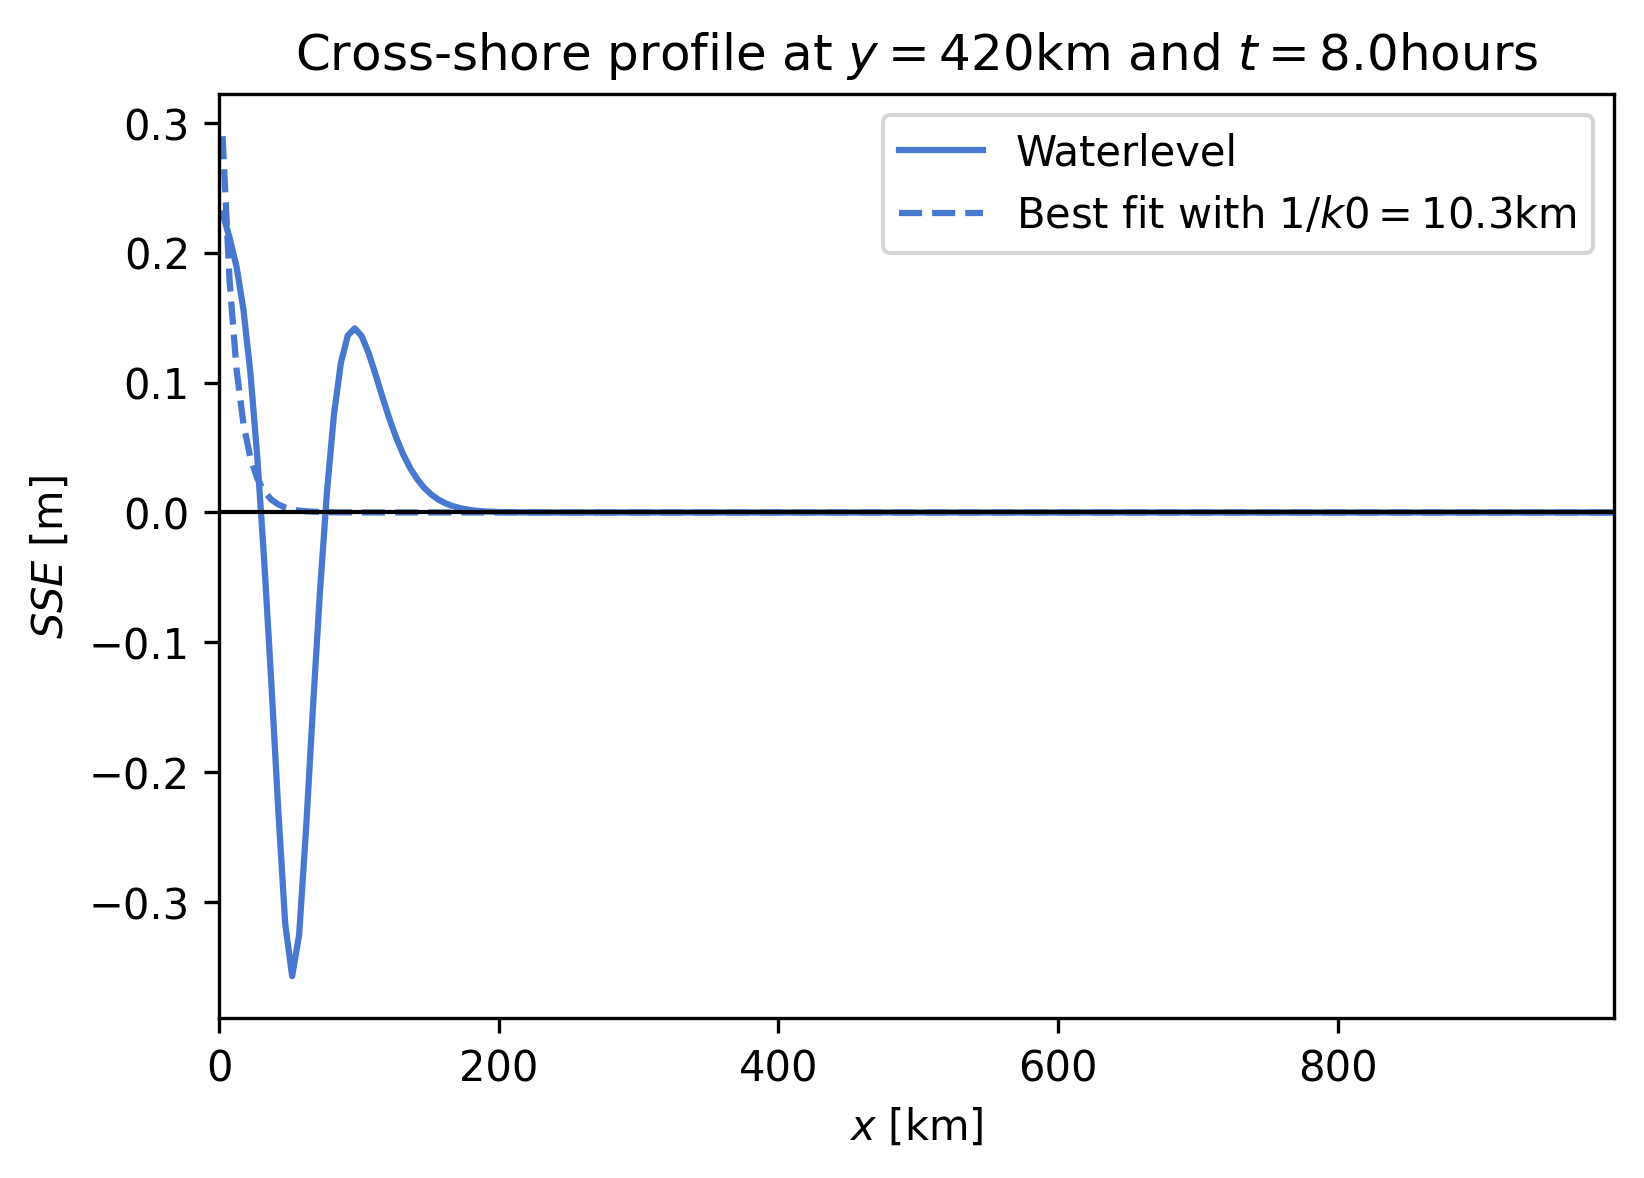 Cross-shore profile at y = 420km and t = 8.0hours
Waterlevel
Best fit with 1/k0 = 10.3km
0.3
0.2
0.1
0.0
−0.1
−0.2
−0.3
SSE [m]
0 200 400 600 800
x [km]